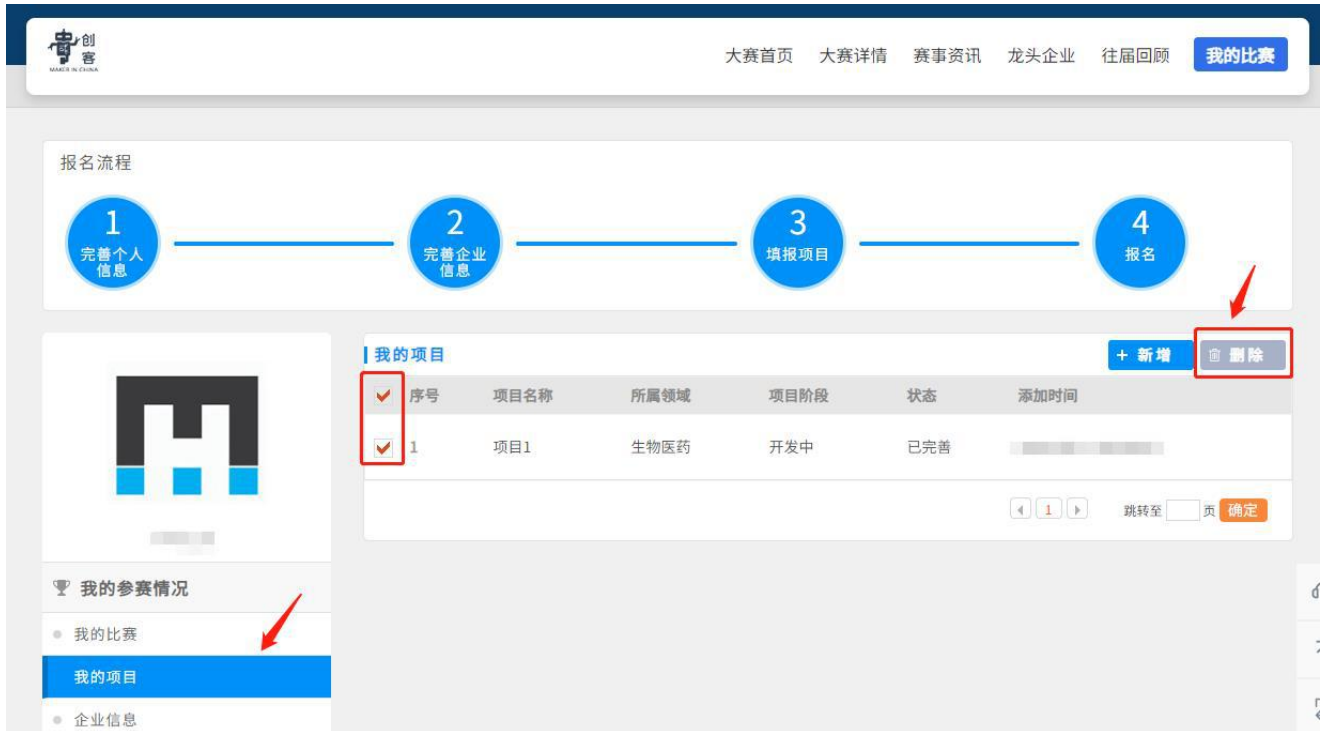 贵 创客
MAKER IN CHINA
大赛首页 大赛详情 赛事资讯 龙头企业 往届回顾 我的比赛
报名流程
1
完善个人
信息
2
完善企业
信息
3
填报项目
4
报名
我的项目
+ 新增
删除
序号 项目名称 所属领域 项目阶段 状态 添加时间
1 项目1 生物医药 开发中 已完善
1 跳转至 页 确定
我的参赛情况
我的比赛
我的项目
企业信息